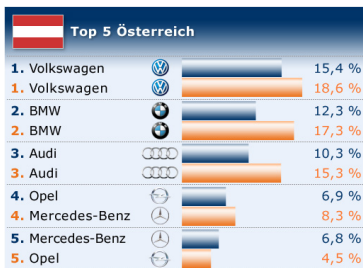 Top 5 Österreich
1. Volkswagen 15,4 %
1. Volkswagen 18,6 %
2. BMW 12,3 %
2. BMW 17,3 %
3. Audi 10,3 %
3. Audi 15,3 %
4. Opel 6,9 %
4. Mercedes-Benz 8,3 %
5. Mercedes-Benz 6,8 %
5. Opel 4,5 %